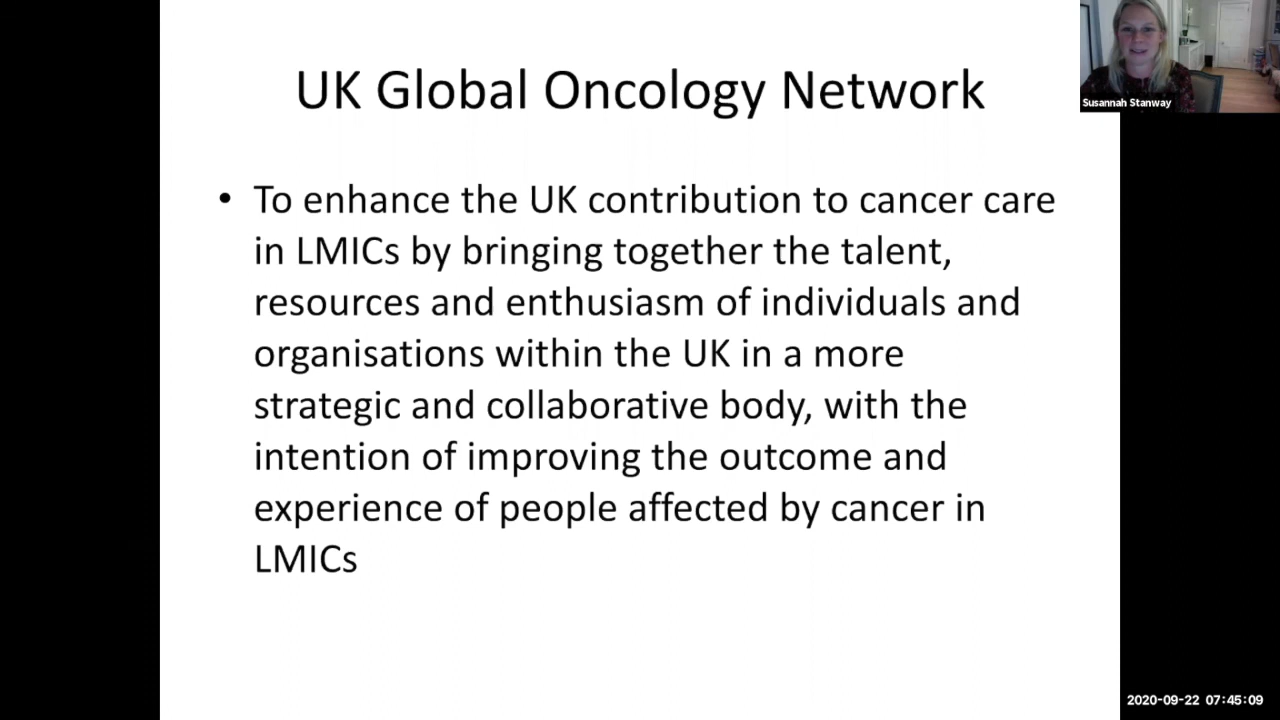 UK Global Oncology Network
Susannah Stanway
• To enhance the UK contribution to cancer care
in LMICs by bringing together the talent,
resources and enthusiasm of individuals and
organisations within the UK in a more
strategic and collaborative body, with the
intention of improving the outcome and
experience of people affected by cancer in
LMICs
2020-09-22 07:45:09